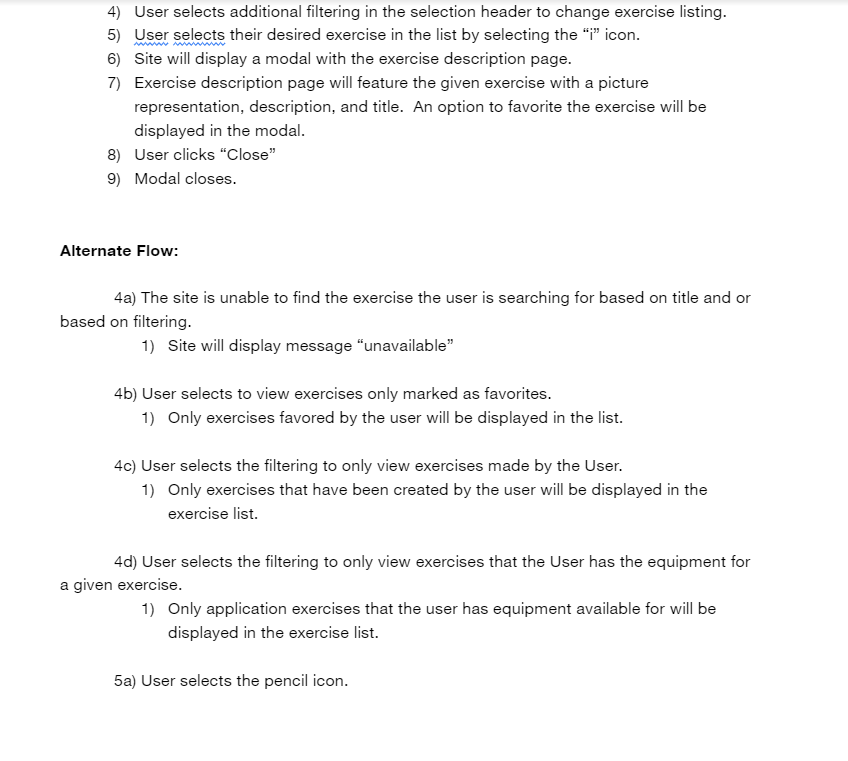 4) User selects additional filtering in the selection header to change exercise listing.
5) User selects their desired exercise in the list by selecting the “i” icon.
6) Site will display a modal with the exercise description page.
7) Exercise description page will feature the given exercise with a picture
representation, description, and title.  An option to favorite the exercise will be
displayed in the modal.
8) User clicks “Close”
9) Modal closes.
Alternate Flow:
4a) The site is unable to find the exercise the user is searching for based on title and or
based on filtering.
1) Site will display message “unavailable”
4b) User selects to view exercises only marked as favorites.
1) Only exercises favored by the user will be displayed in the list.
4c) User selects the filtering to only view exercises made by the User.
1) Only exercises that have been created by the user will be displayed in the
exercise list.
4d) User selects the filtering to only view exercises that the User has the equipment for
a given exercise.
1) Only application exercises that the user has equipment available for will be
displayed in the exercise list.
5a) User selects the pencil icon.